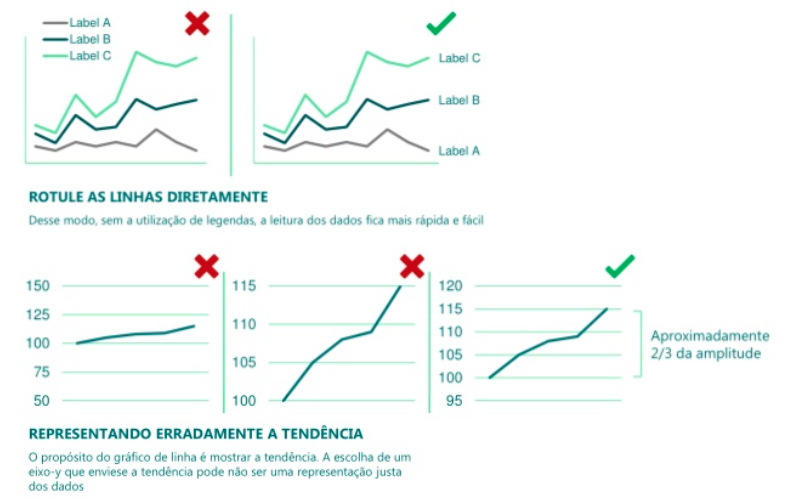 Label A
Label B
Label C
Label C
Label B
Label A
ROTULE AS LINHAS DIRETAMENTE
Desse modo, sem a utilização de legendas, a leitura dos dados fica mais rápida e fácil
150
125
100
75
50
115
110
105
100
120
115
110
105
100
95
Aproximadamente
2/3 da amplitude
REPRESENTANDO ERRADAMENTE A TENDÊNCIA
O propósito do gráfico de linha é mostrar a tendência. A escolha de um
eixo-y que enviese a tendência pode não ser uma representação justa
dos dados